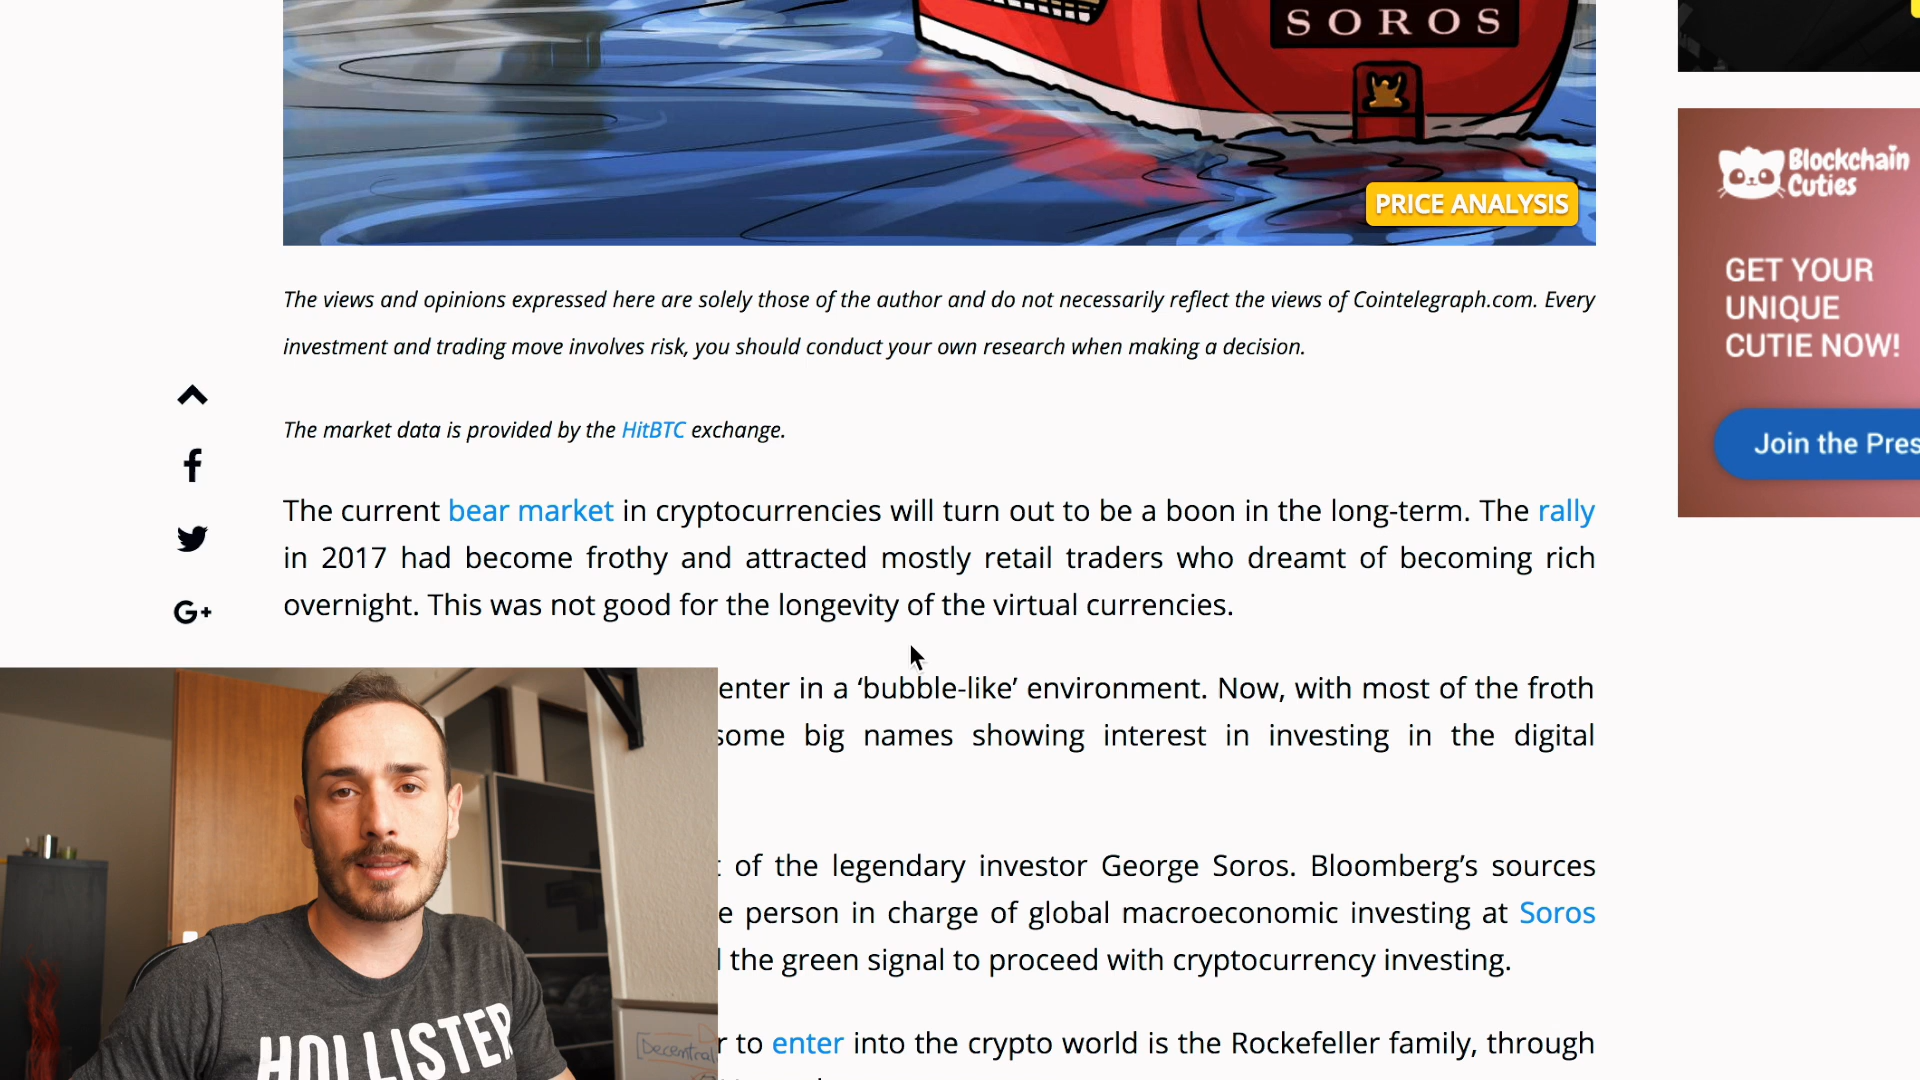 SOROS
PRICE ANALYSIS
Blockchain
Cuties
GET YOUR
UNIQUE
CUTIE NOW!
Join the Pres
The views and opinions expressed here are solely those of the author and do not necessarily reflect the views of Cointelegraph.com. Every
investment and trading move involves risk, you should conduct your own research when making a decision.
The market data is provided by the HitBTC exchange.
The current bear market in cryptocurrencies will turn out to be a boon in the long-term. The rally
in 2017 had become frothy and attracted mostly retail traders who dreamt of becoming rich
overnight. This was not good for the longevity of the virtual currencies.
G+
enter in a ‘bubble-like’ environment. Now, with most of the froth
some big names showing interest in investing in the digital
of the legendary investor George Soros. Bloomberg’s sources
person in charge of global macroeconomic investing at Soros
the green signal to proceed with cryptocurrency investing.
to enter into the crypto world is the Rockefeller family, through
HOLLISTER
Decentral